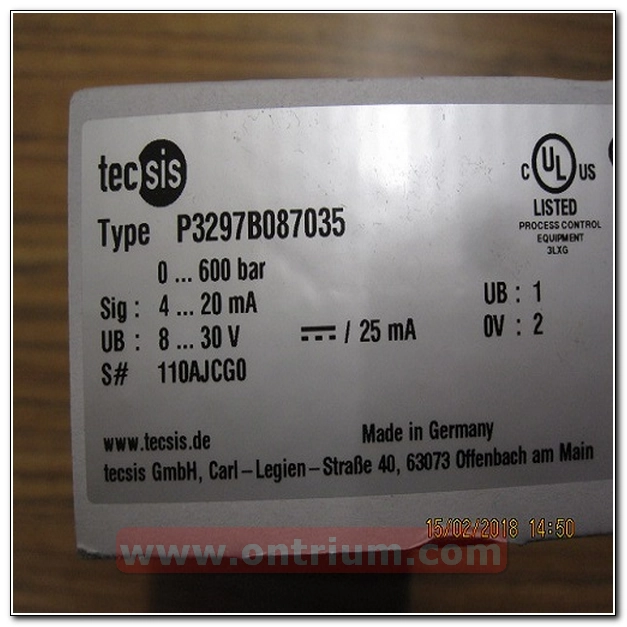 tecsis
Type P3297B087035
0 ... 600 bar
Sig : 4 ... 20 mA
UB : 8 ... 30 V / 25 mA
S# 110AJCG0
C UL US
LISTED
PROCESS CONTROL
EQUIPMENT
3LXG
UB : 1
0V : 2
www.tecsis.de
Made in Germany
tecsis GmbH, Carl-Legien-Straße 40, 63073 Offenbach am Main
15/02/2018 14:50
www.ontrium.com